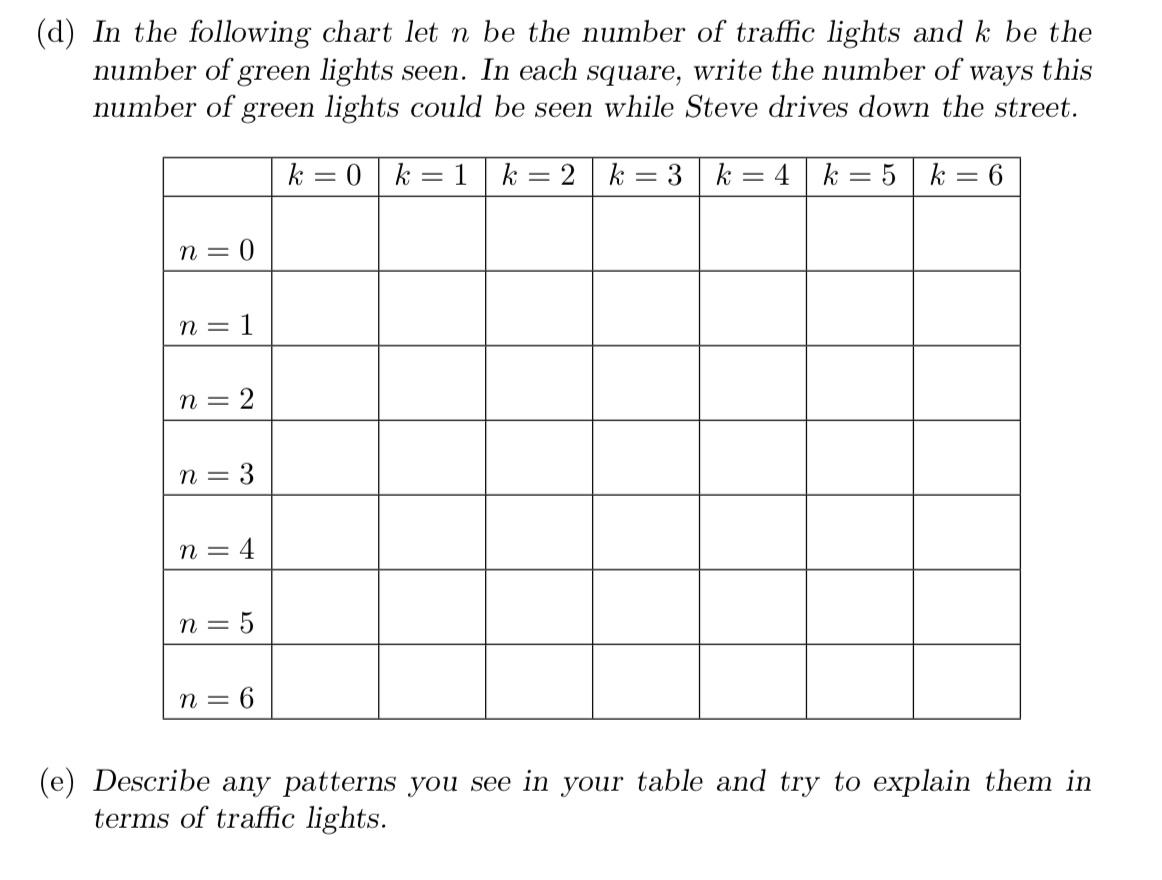 (d) In the following chart let n be the number of traffic lights and k be the
number of green lights seen. In each square, write the number of ways this
number of green lights could be seen while Steve drives down the street.
k = 0 k = 1 k = 2 k = 3 k = 4 k = 5 k = 6
n = 0
n = 1
n = 2
n = 3
n = 4
n = 5
n = 6
(e) Describe any patterns you see in your table and try to explain them in
terms of traffic lights.